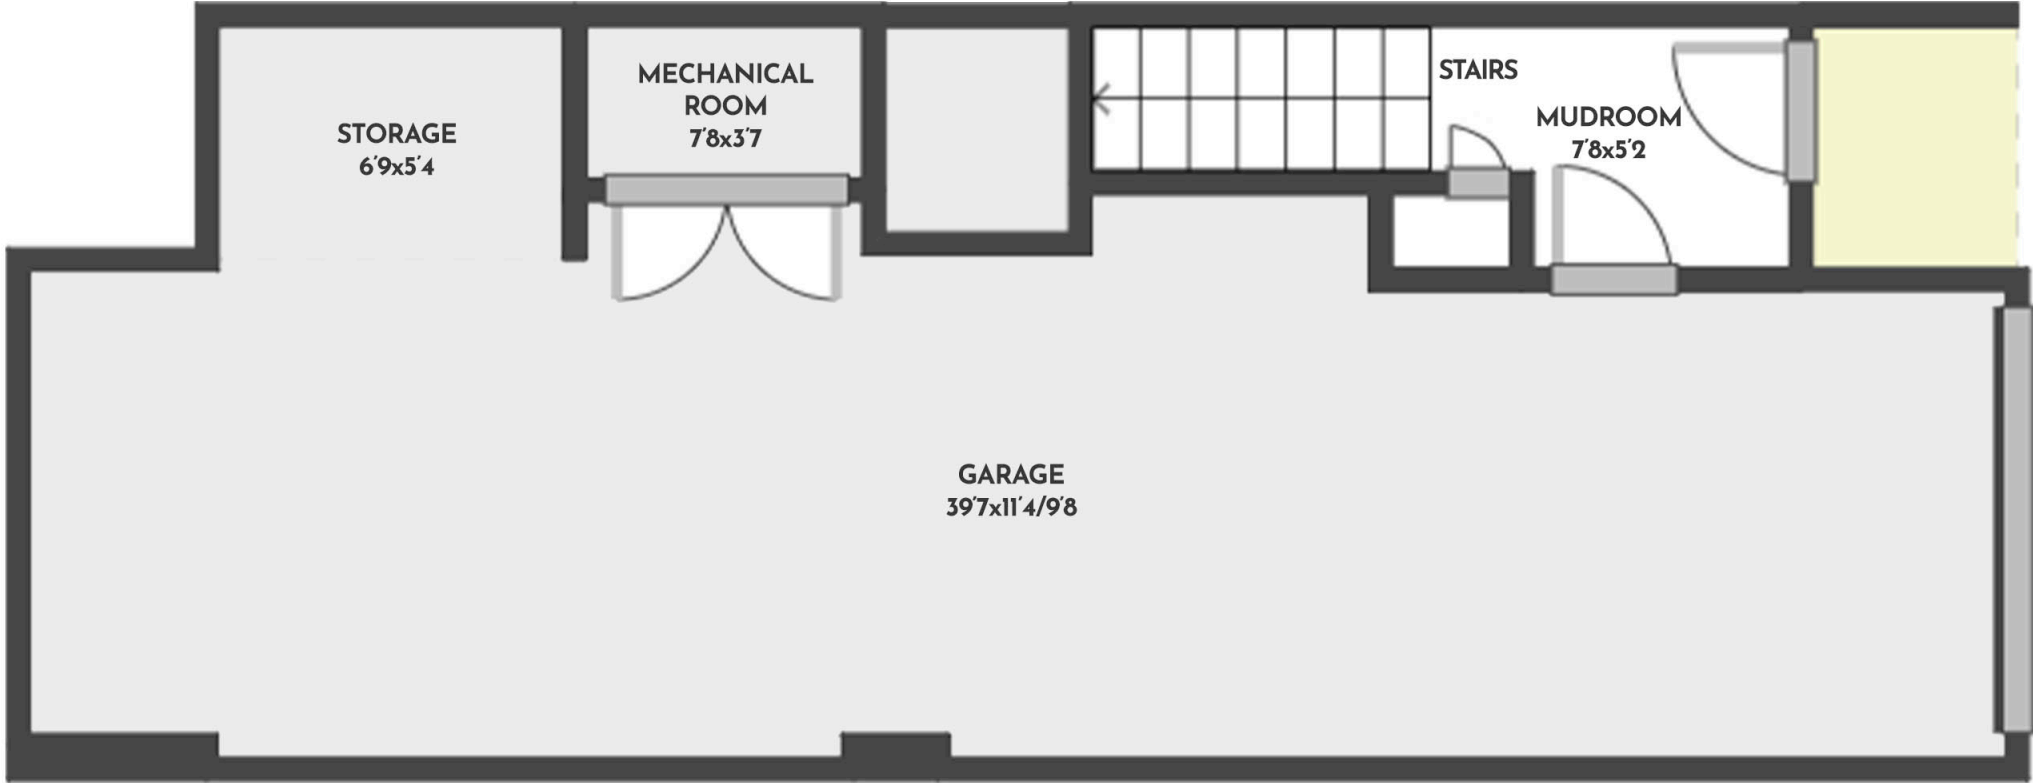 STORAGE
6'9x5'4
MECHANICAL
ROOM
7'8x3'7
STAIRS
MUDROOM
7'8x5'2
GARAGE
39'7x11'4/9'8